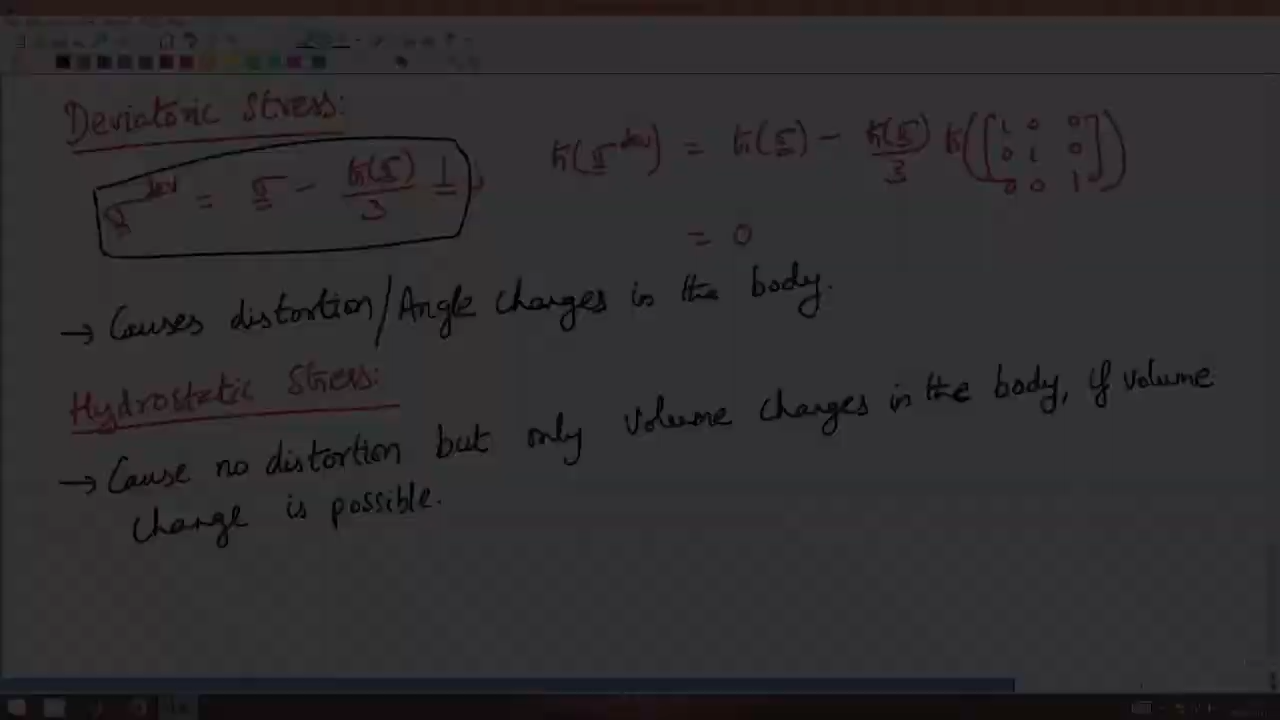 Deviatoric Stress:
σ^dev = σ - tr(σ)/3 1, tr(σ^dev) = tr(σ) - tr(σ)/3 tr([1 0 0
0 1 0
0 0 1])
= 0
→ Causes distortion/Angle changes in the body.
Hydrostatic Stress:
→ Cause no distortion but only volume changes in the body, if volume
change is possible.